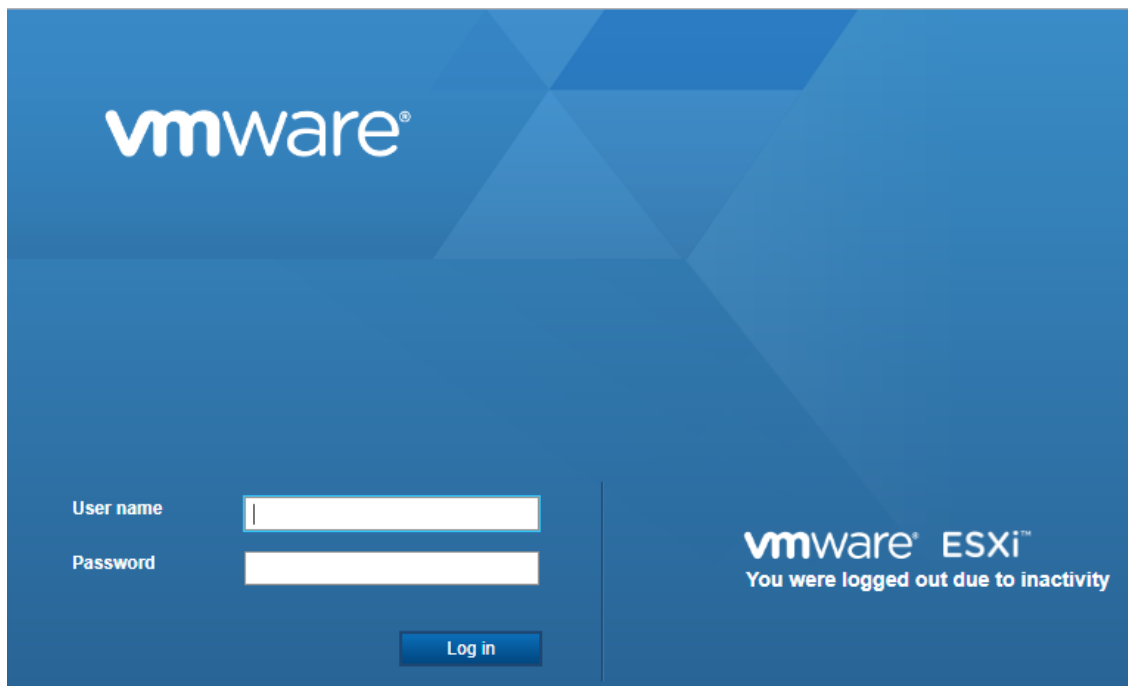 vmware®
User name
Password
Log in
vmware® ESXi™
You were logged out due to inactivity